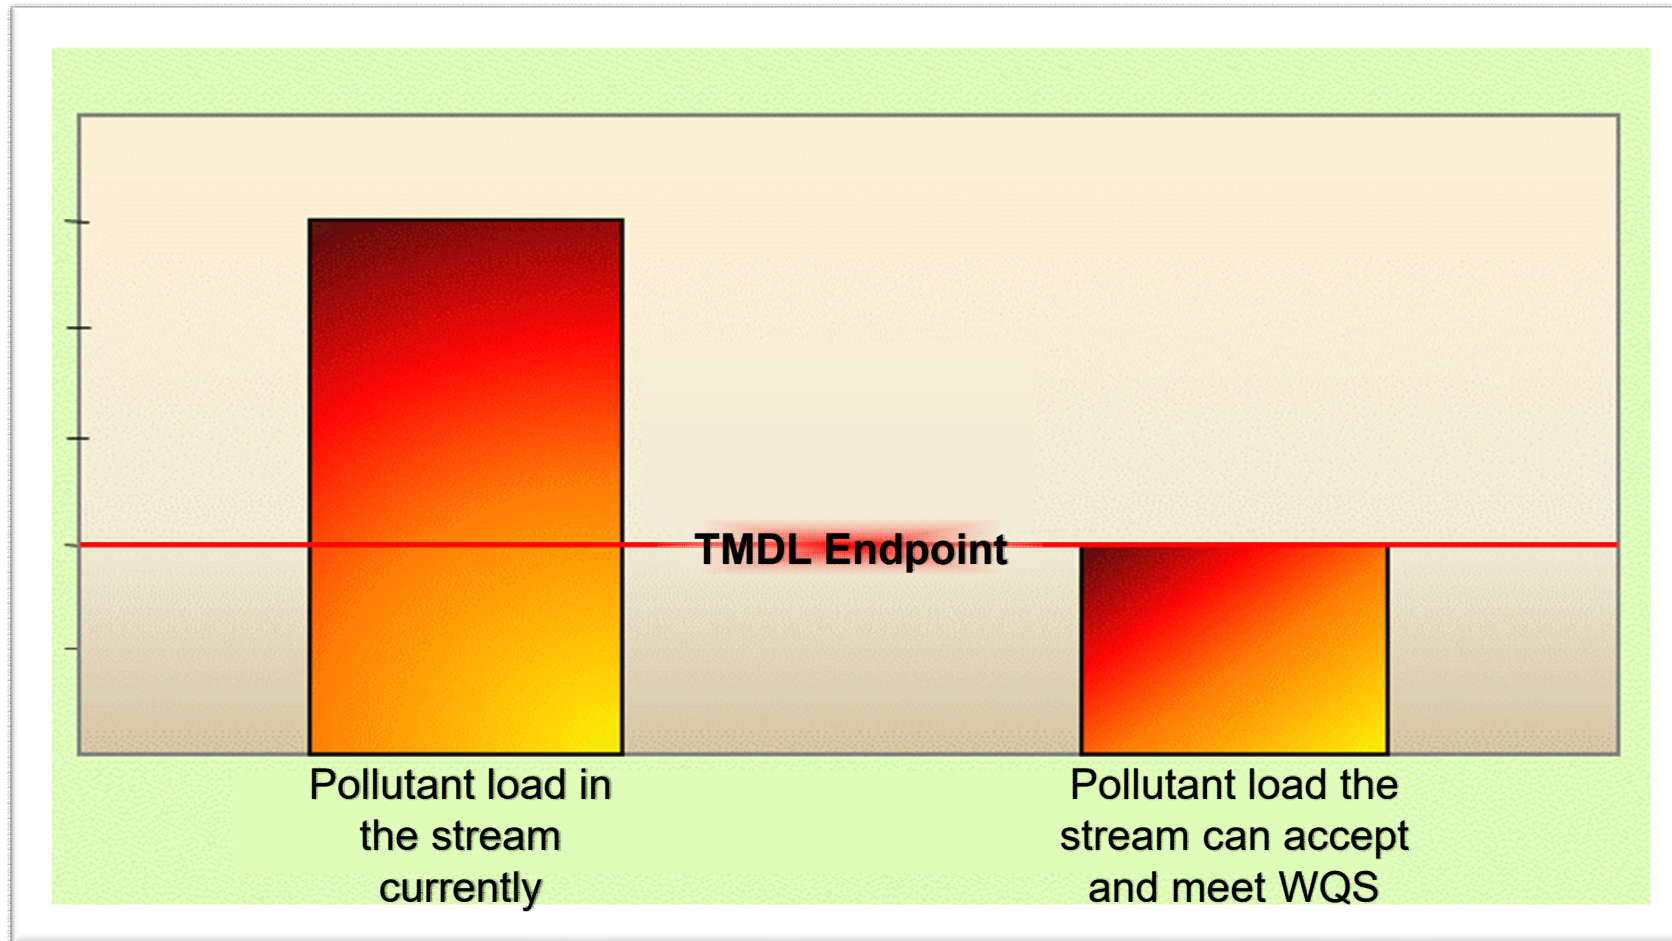 TMDL Endpoint
Pollutant load in
the stream
currently
Pollutant load the
stream can accept
and meet WQS